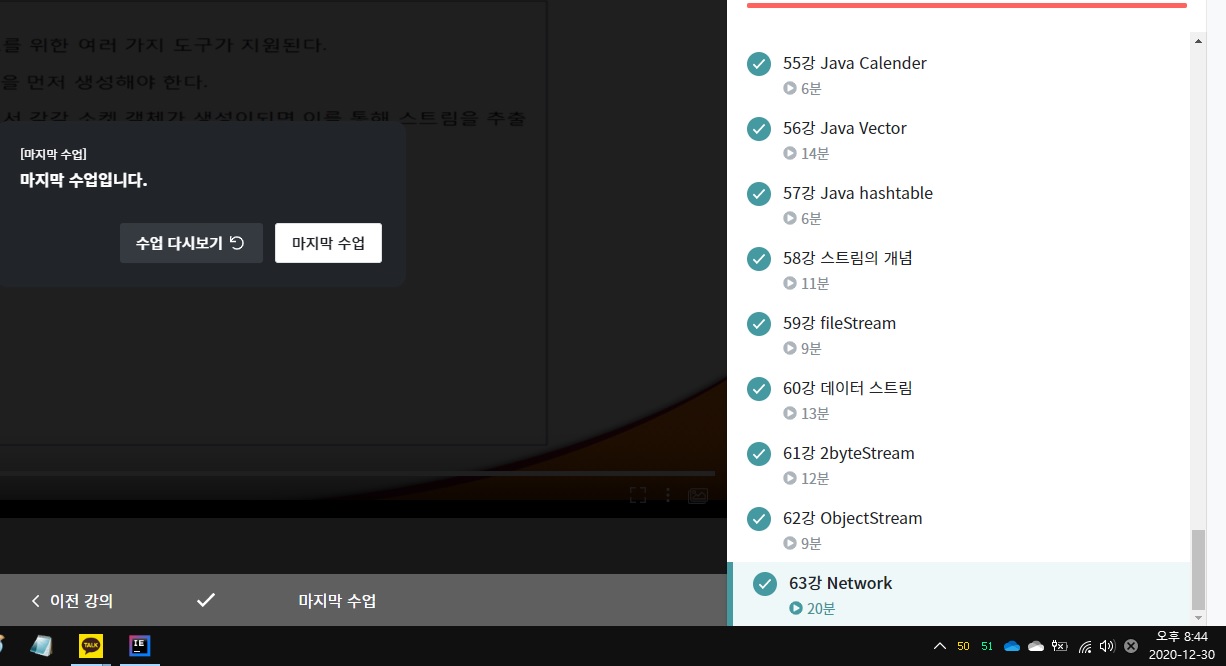 를 위한 여러 가지 도구가 지원된다.
을 먼저 생성해야 한다.
서 각각 소켓 객체가 생성이되면 이를 통해 스트림을 추출
[마지막 수업]
마지막 수업입니다.
수업 다시보기
마지막 수업
이전 강의
마지막 수업
55강 Java Calender
6분
56강 Java Vector
14분
57강 Java hashtable
6분
58강 스트림의 개념
11분
59강 fileStream
9분
60강 데이터 스트림
13분
61강 2byteStream
12분
62강 ObjectStream
9분
63강 Network
20분
TALK
IE
50
51
오후 8:44
2020-12-30